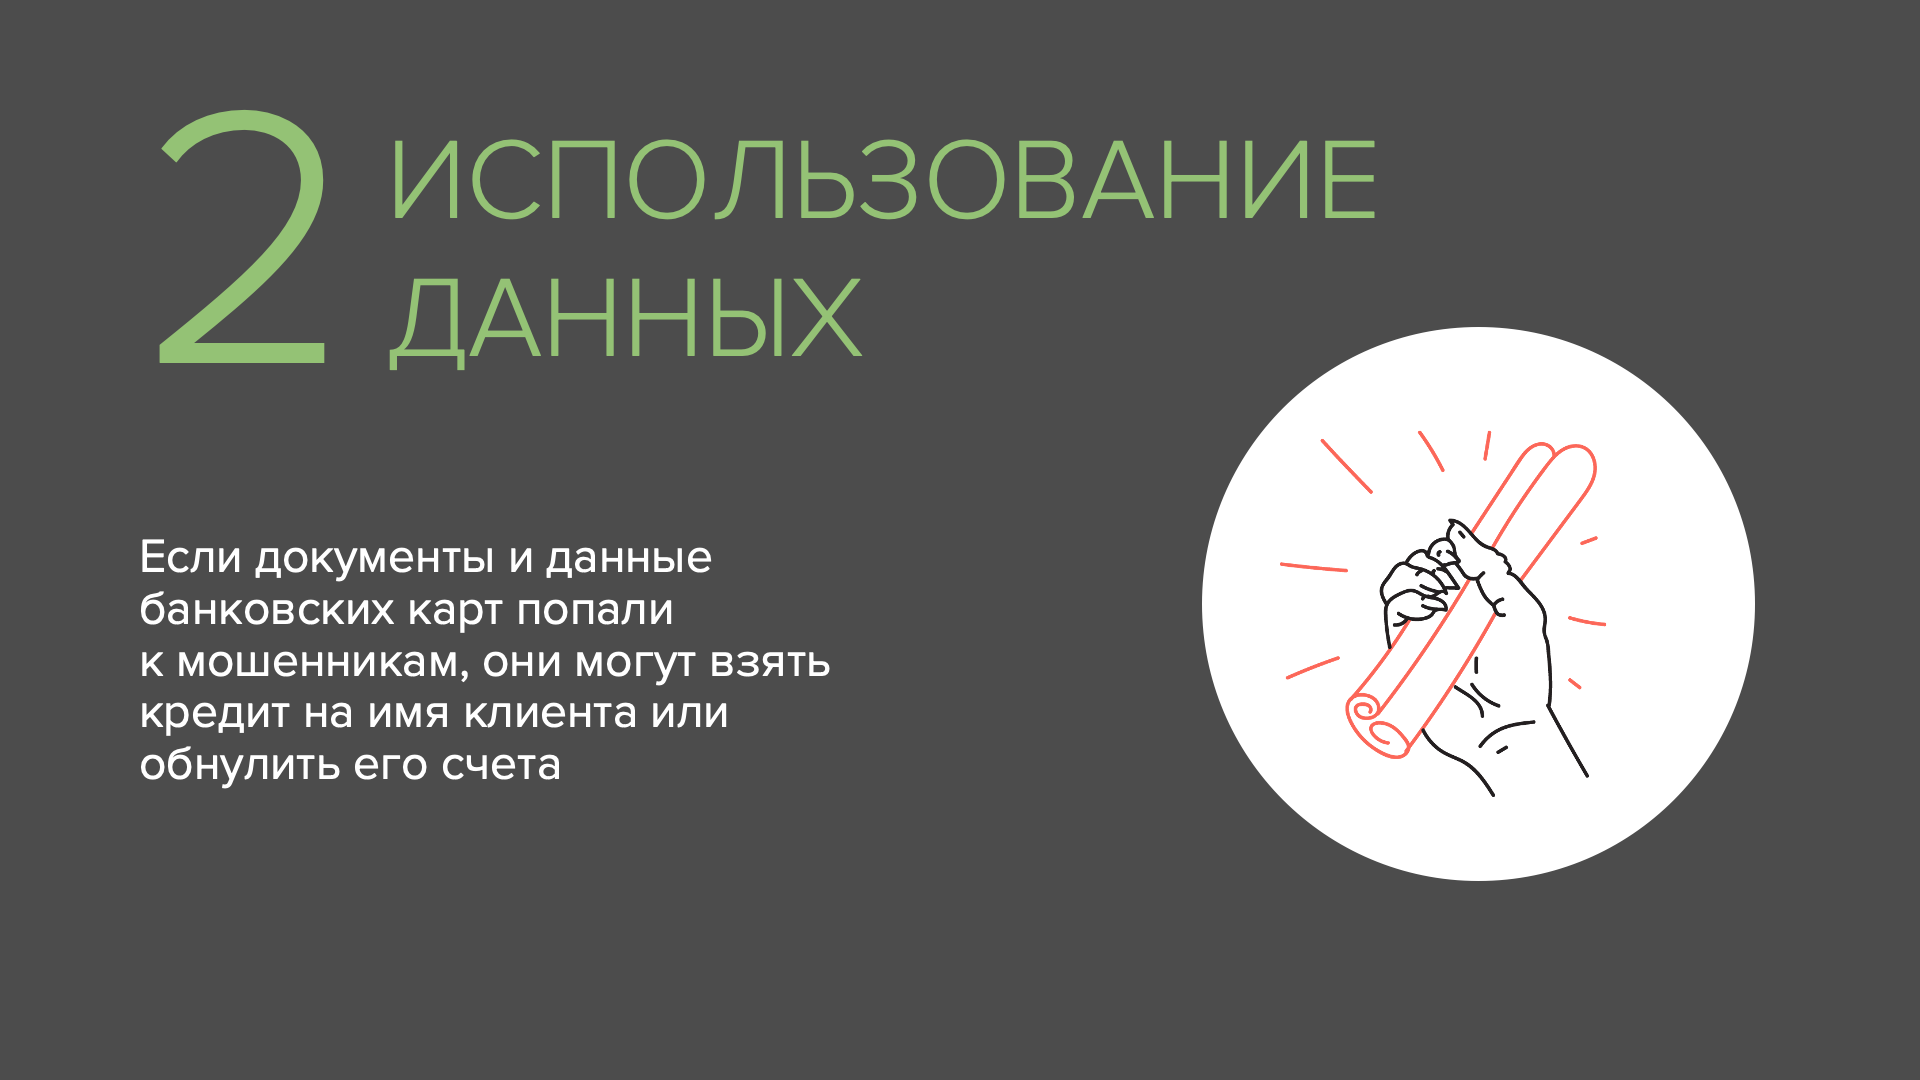 2 ИСПОЛЬЗОВАНИЕ
ДАННЫХ
Если документы и данные
банковских карт попали
к мошенникам, они могут взять
кредит на имя клиента или
обнулить его счета